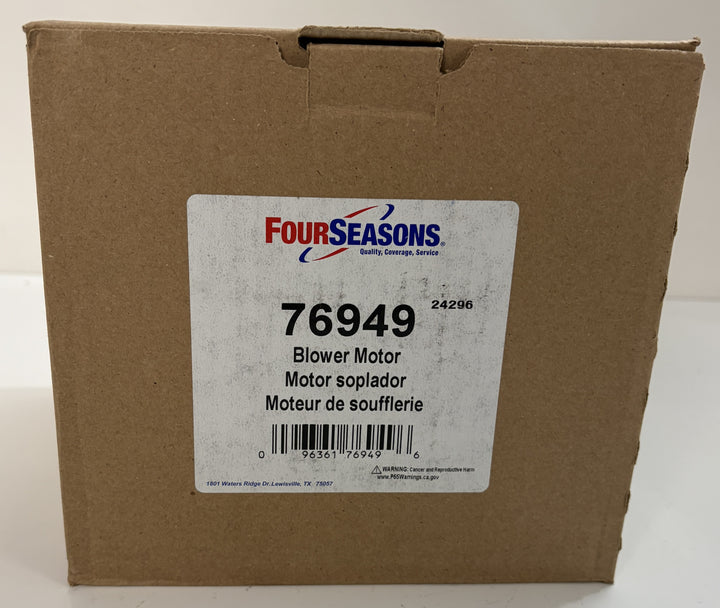 FOURSEASONS®
Quality, Coverage, Service
24296
76949
Blower Motor
Motor soplador
Moteur de soufflerie
0 96361 76949 6
WARNING: Cancer and Reproductive Harm
www.P65Warnings.ca.gov
1801 Waters Ridge Dr. Lewisville, TX 75057